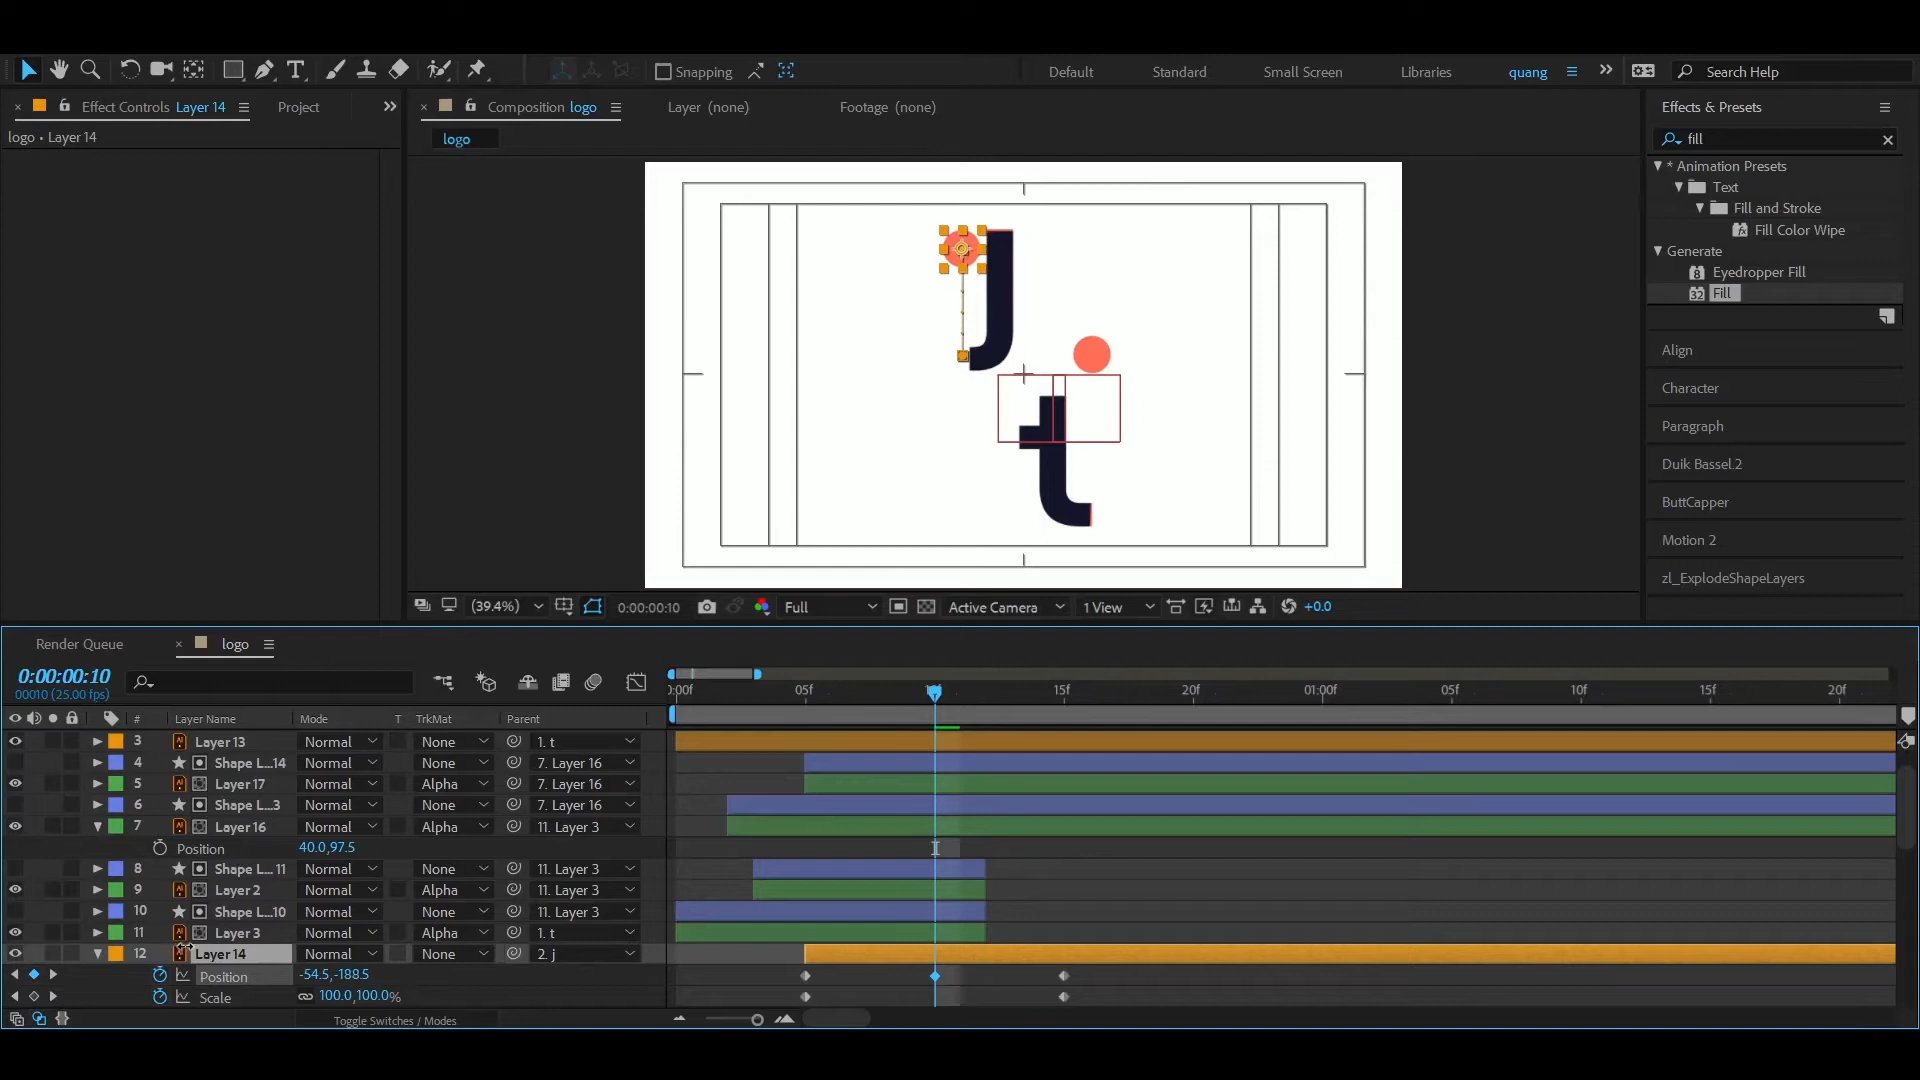 Snapping
Default
Standard
Small Screen
Libraries
quang
Search Help
Effect Controls Layer 14
Project
Composition logo
Layer (none)
Footage (none)
Effects & Presets
logo • Layer 14
logo
fill
* Animation Presets
Text
Fill and Stroke
Fill Color Wipe
Generate
Eyedropper Fill
Fill
Align
Character
Paragraph
Duik Bassel.2
ButtCapper
Motion 2
zl_ExplodeShapeLayers
(39.4%)
0:00:00:10
Full
Active Camera
1 View
+0.0
Render Queue
logo
0:00:00:10
00010 (25.00 fps)
0:00f 05f 15f 20f 01:00f 05f 10f 15f 20f
# Layer Name Mode T TrkMat Parent
3 Layer 13 Normal None 1. t
4 Shape L...14 Normal None 7. Layer 16
5 Layer 17 Normal Alpha 7. Layer 16
6 Shape L...3 Normal None 7. Layer 16
7 Layer 16 Normal Alpha 11. Layer 3
Position 40.0,97.5
8 Shape L... 11 Normal None 11. Layer 3
9 Layer 2 Normal Alpha 11. Layer 3
10 Shape L...10 Normal None 11. Layer 3
11 Layer 3 Normal Alpha 1. t
12 Layer 14 Normal None 2. j
Position -54.5,-188.5
Scale 100.0,100.0%
Toggle Switches / Modes
j
t